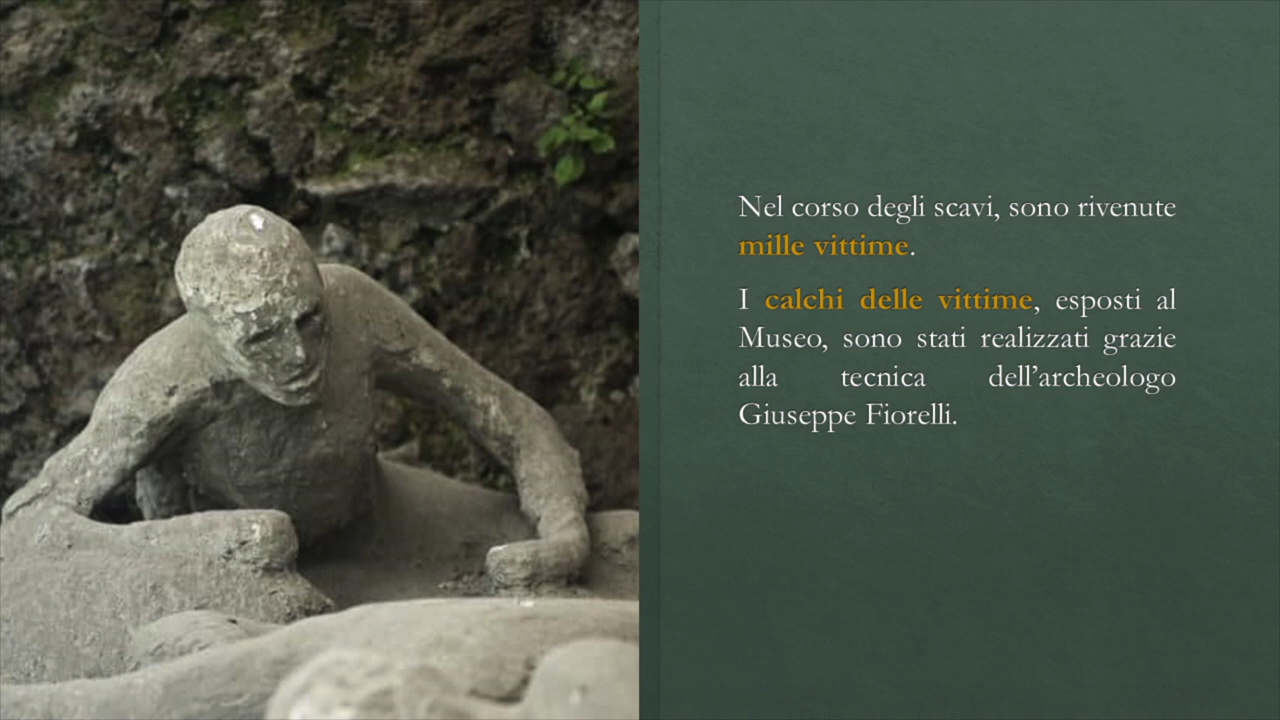 Nel corso degli scavi, sono rivenute
mille vittime.
I calchi delle vittime, esposti al
Museo, sono stati realizzati grazie
alla tecnica dell’archeologo
Giuseppe Fiorelli.